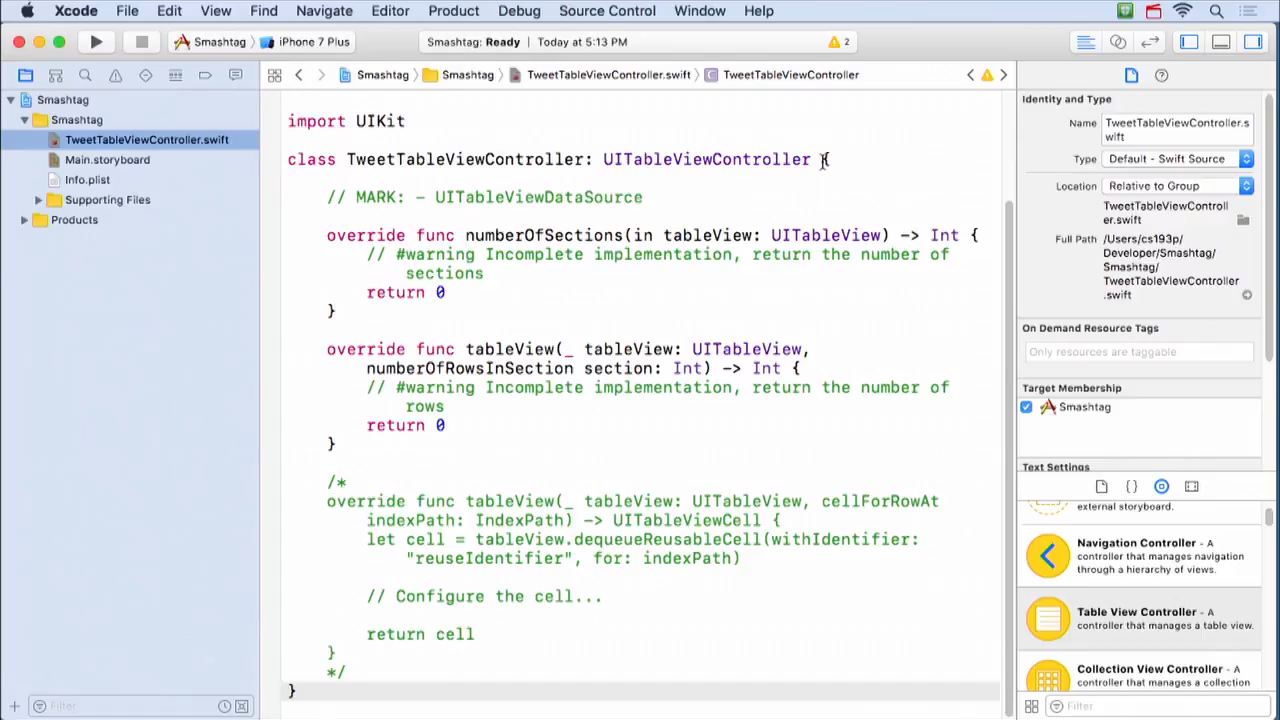 Xcode File Edit View Find Navigate Editor Product Debug Source Control Window Help
Smashtag iPhone 7 Plus
Smashtag: Ready Today at 5:13 PM 2
Smashtag
Smashtag
TweetTableViewController.swift
Main.storyboard
Info.plist
Supporting Files
Products
Filter
Smashtag Smashtag TweetTableViewController.swift C TweetTableViewController
import UIKit
class TweetTableViewController: UITableViewController {
// MARK: - UITableViewDataSource
override func numberOfSections(in tableView: UITableView) -> Int {
// #warning Incomplete implementation, return the number of
sections
return 0
}
override func tableView(_ tableView: UITableView,
numberOfRowsInSection section: Int) -> Int {
// #warning Incomplete implementation, return the number of
rows
return 0
}
/*
override func tableView(_ tableView: UITableView, cellForRowAt
indexPath: IndexPath) -> UITableViewCell {
let cell = tableView.dequeueReusableCell(withIdentifier:
"reuseIdentifier", for: indexPath)
// Configure the cell...
return cell
}
*/
}
Identity and Type
Name TweetTableViewController.s
wift
Type Default - Swift Source
Location Relative to Group
TweetTableViewControll
er.swift
Full Path /Users/cs193p/
Developer/Smashtag/
Smashtag/
TweetTableViewController
.swift
On Demand Resource Tags
Only resources are taggable
Target Membership
Smashtag
Text Settings
external storyboard.
Navigation Controller - A
controller that manages navigation
through a hierarchy of views.
Table View Controller - A
controller that manages a table view.
Collection View Controller - A
controller that manages a collection
Filter